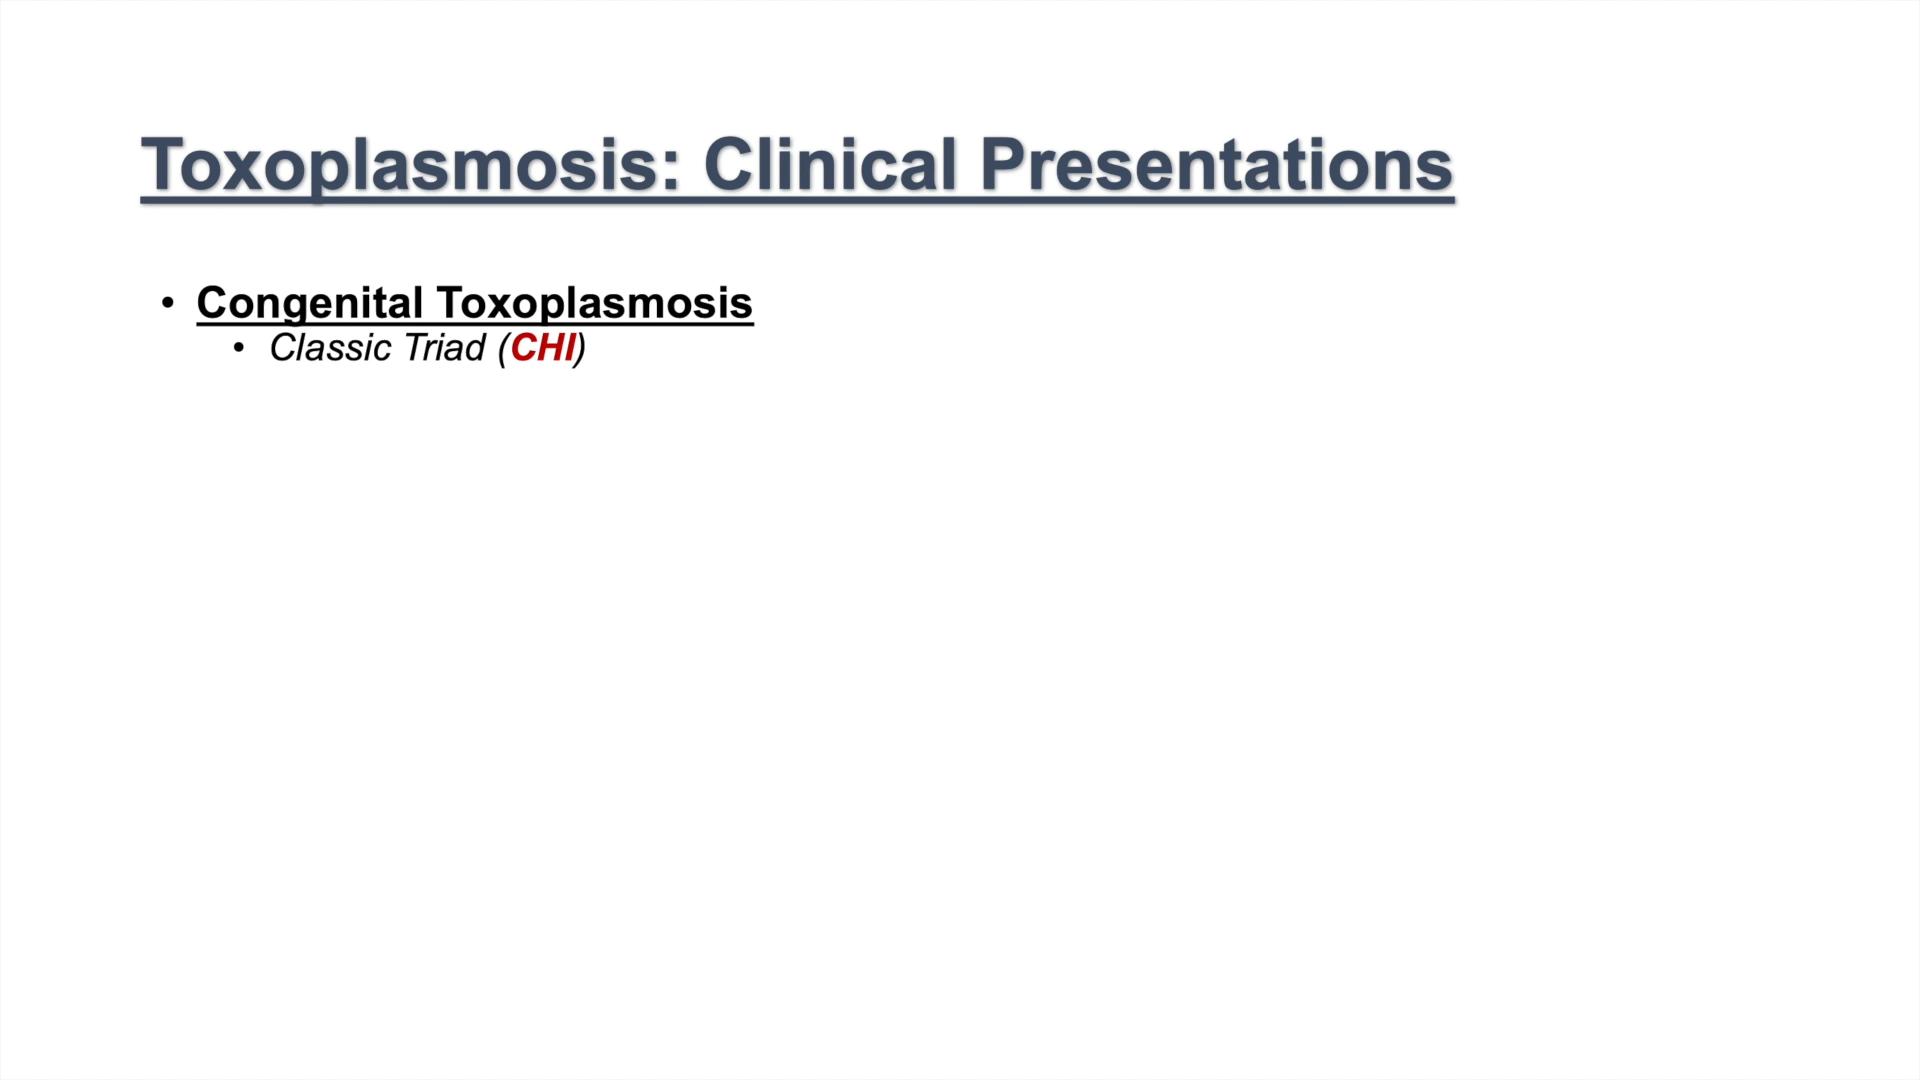 Toxoplasmosis: Clinical Presentations
• Congenital Toxoplasmosis
• Classic Triad (CHI)